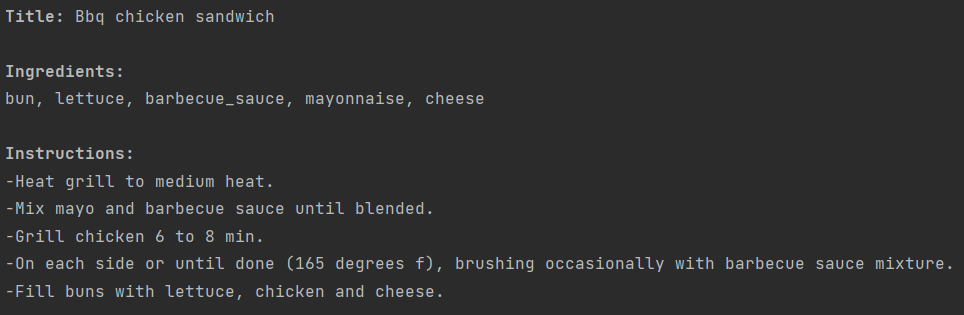 Title: Bbq chicken sandwich
Ingredients:
bun, lettuce, barbecue_sauce, mayonnaise, cheese
Instructions:
-Heat grill to medium heat.
-Mix mayo and barbecue sauce until blended.
-Grill chicken 6 to 8 min.
-On each side or until done (165 degrees f), brushing occasionally with barbecue sauce mixture.
-Fill buns with lettuce, chicken and cheese.